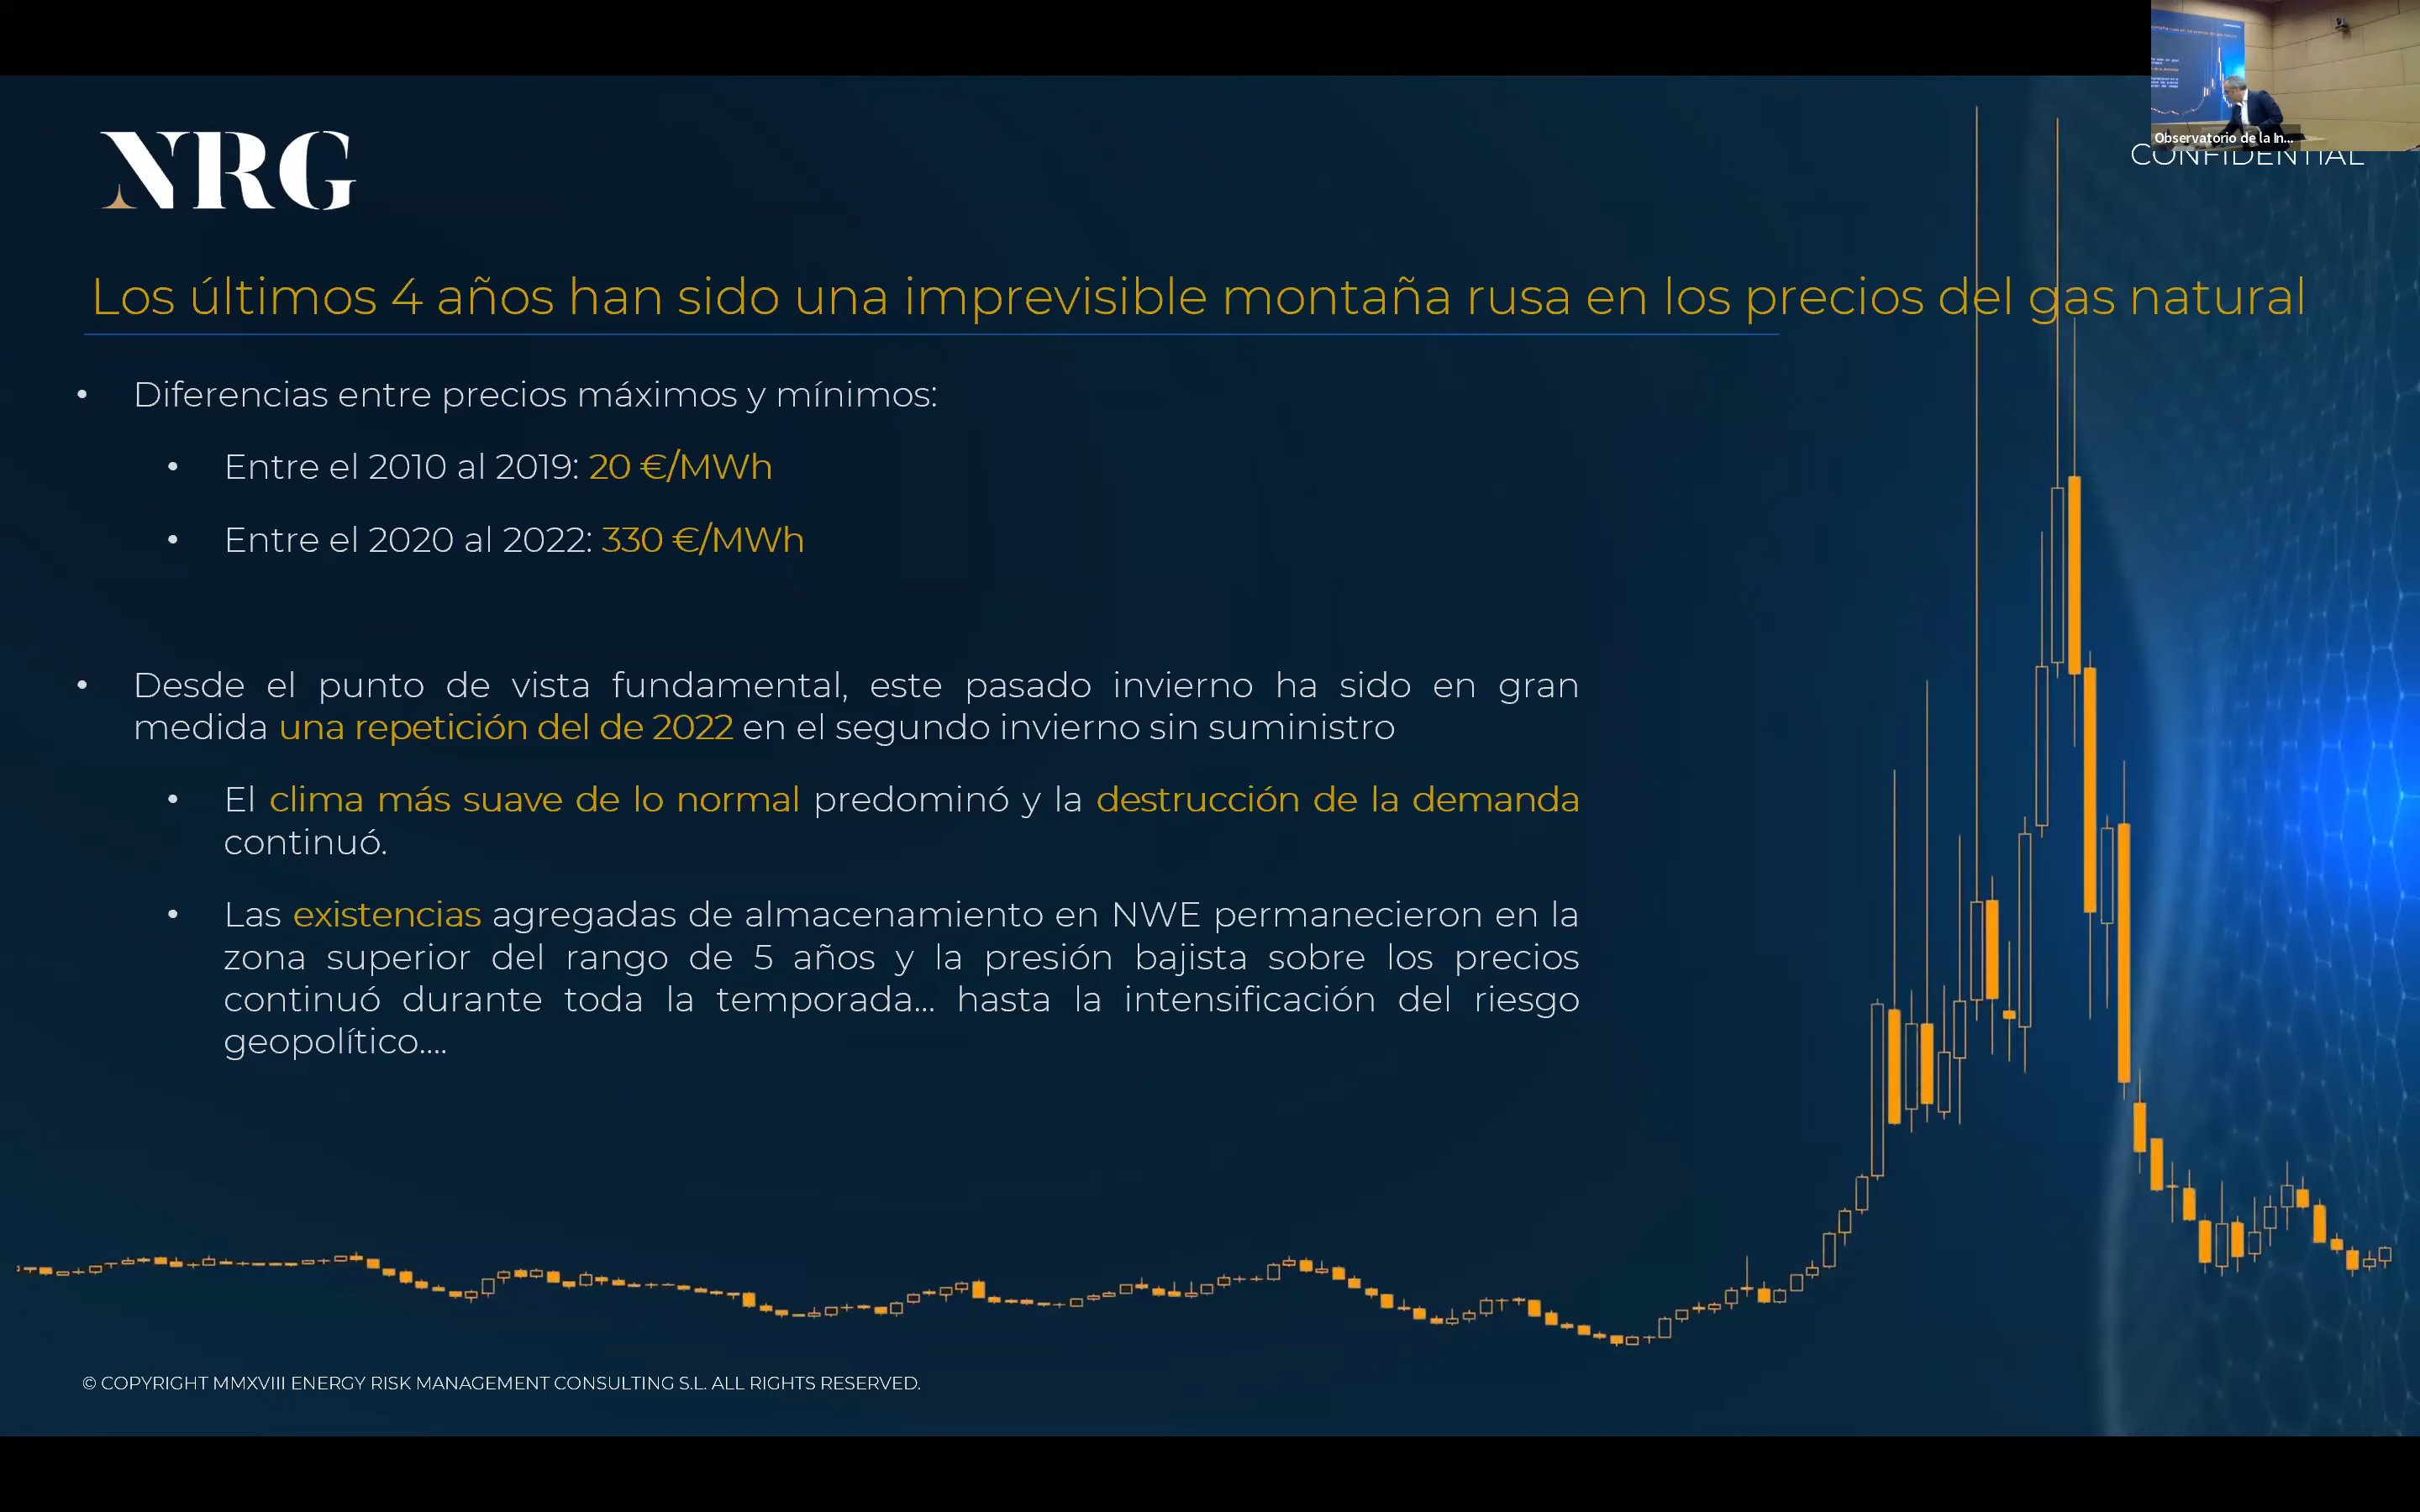 Observatorio de la In...
NRG
CONFIDENTIAL
Los últimos 4 años han sido una imprevisible montaña rusa en los precios del gas natural
• Diferencias entre precios máximos y mínimos:
• Entre el 2010 al 2019: 20 €/MWh
• Entre el 2020 al 2022: 330 €/MWh
• Desde el punto de vista fundamental, este pasado invierno ha sido en gran
medida una repetición del de 2022 en el segundo invierno sin suministro
• El clima más suave de lo normal predominó y la destrucción de la demanda
continuó.
• Las existencias agregadas de almacenamiento en NWE permanecieron en la
zona superior del rango de 5 años y la presión bajista sobre los precios
continuó durante toda la temporada... hasta la intensificación del riesgo
geopolítico....
© COPYRIGHT MMXVIII ENERGY RISK MANAGEMENT CONSULTING S.L. ALL RIGHTS RESERVED.